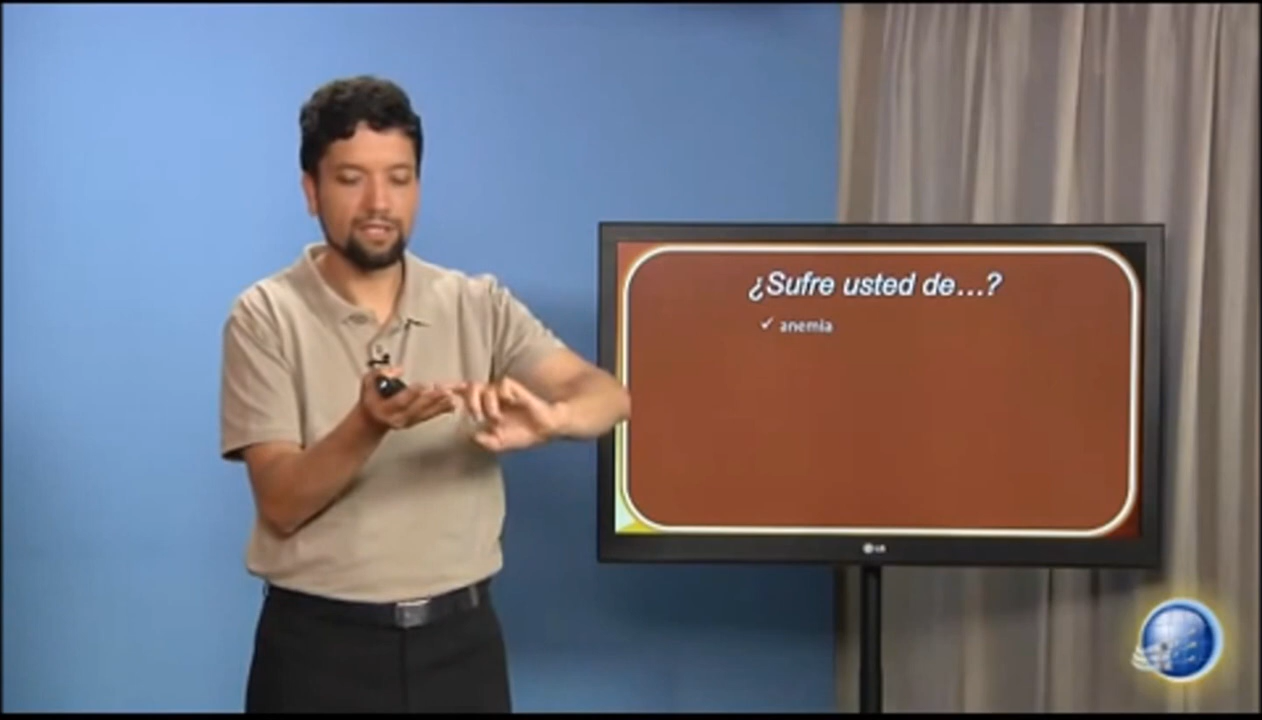 ¿Sufre usted de...?
✓ anemia
LG